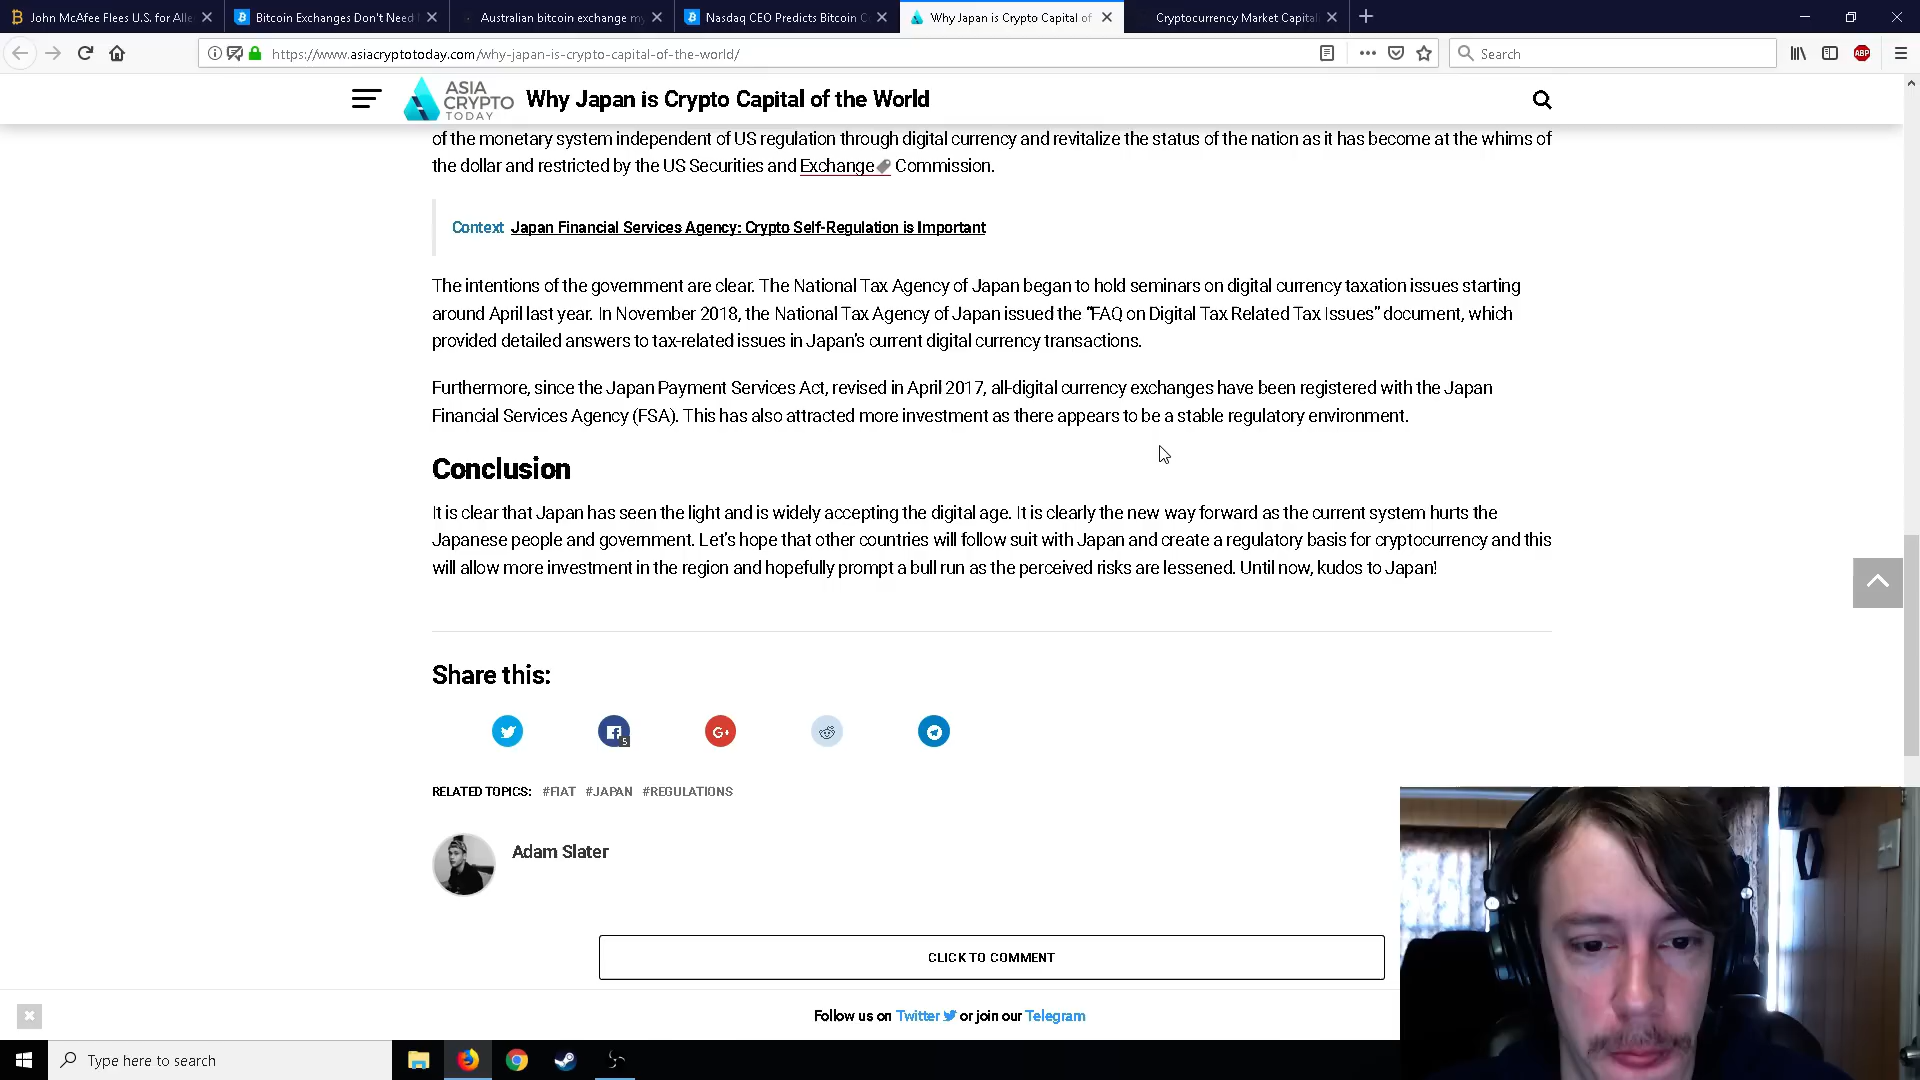 John McAfee Flees U.S. for Alle
Bitcoin Exchanges Don't Need
Australian bitcoin exchange my
Nasdaq CEO Predicts Bitcoin C
Why Japan is Crypto Capital of
Cryptocurrency Market Capital
https://www.asiacryptotoday.com/why-japan-is-crypto-capital-of-the-world/
Search
ABP
ASIA
CRYPTO
TODAY
Why Japan is Crypto Capital of the World
of the monetary system independent of US regulation through digital currency and revitalize the status of the nation as it has become at the whims of
the dollar and restricted by the US Securities and Exchange Commission.
Context Japan Financial Services Agency: Crypto Self-Regulation is Important
The intentions of the government are clear. The National Tax Agency of Japan began to hold seminars on digital currency taxation issues starting
around April last year. In November 2018, the National Tax Agency of Japan issued the “FAQ on Digital Tax Related Tax Issues” document, which
provided detailed answers to tax-related issues in Japan's current digital currency transactions.
Furthermore, since the Japan Payment Services Act, revised in April 2017, all-digital currency exchanges have been registered with the Japan
Financial Services Agency (FSA). This has also attracted more investment as there appears to be a stable regulatory environment.
Conclusion
It is clear that Japan has seen the light and is widely accepting the digital age. It is clearly the new way forward as the current system hurts the
Japanese people and government. Let's hope that other countries will follow suit with Japan and create a regulatory basis for cryptocurrency and this
will allow more investment in the region and hopefully prompt a bull run as the perceived risks are lessened. Until now, kudos to Japan!
Share this:
G+
5
RELATED TOPICS: #FIAT #JAPAN #REGULATIONS
Adam Slater
CLICK TO COMMENT
Follow us on Twitter or join our Telegram
Type here to search